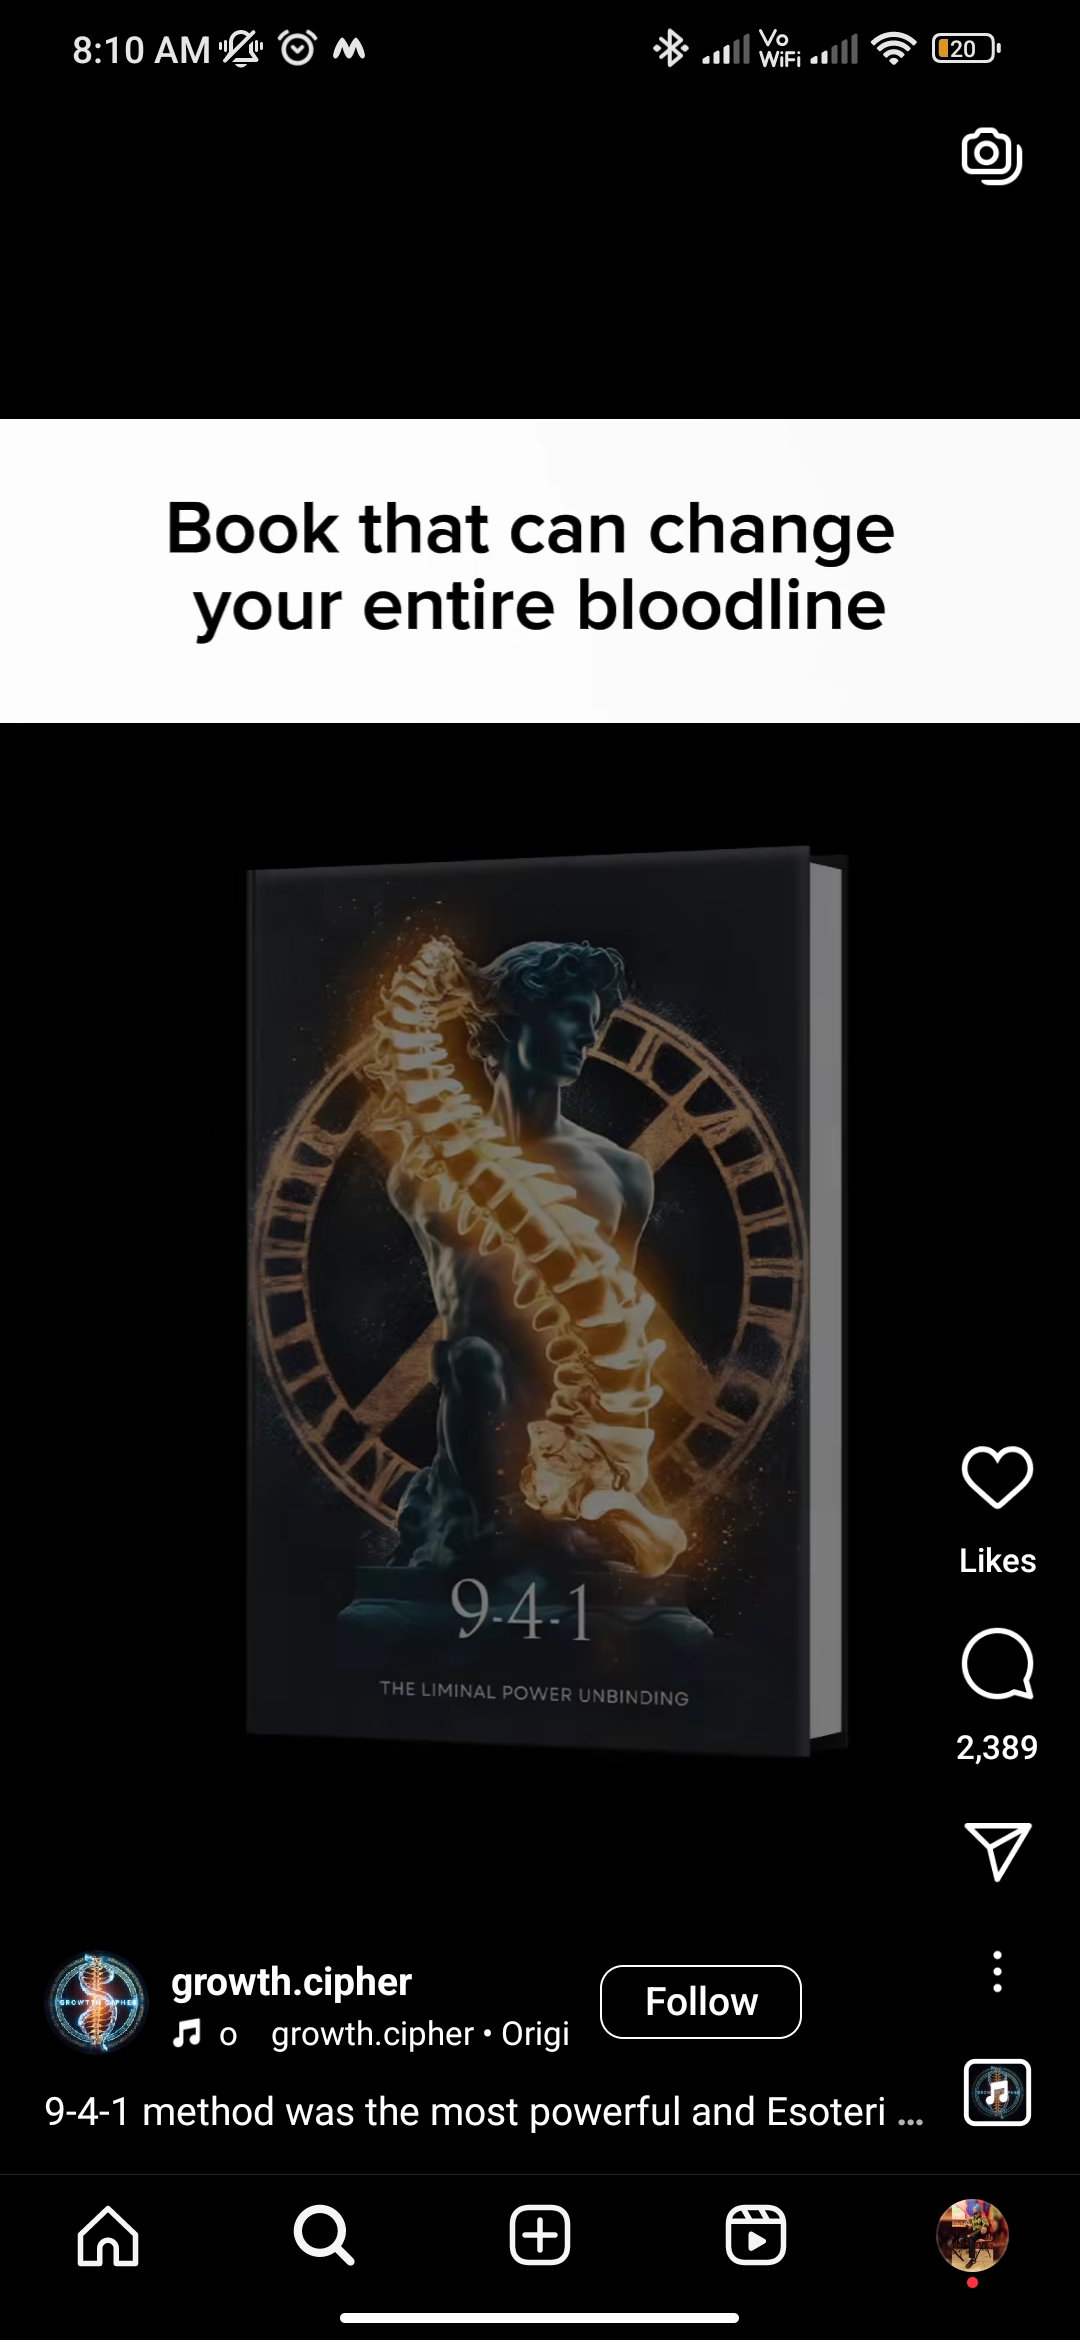 8:10 AM
Vo
WiFi
20
Book that can change
your entire bloodline
9-4-1
THE LIMINAL POWER UNBINDING
Likes
2,389
growth.cipher
Follow
o growth.cipher • Origi
9-4-1 method was the most powerful and Esoteri ...